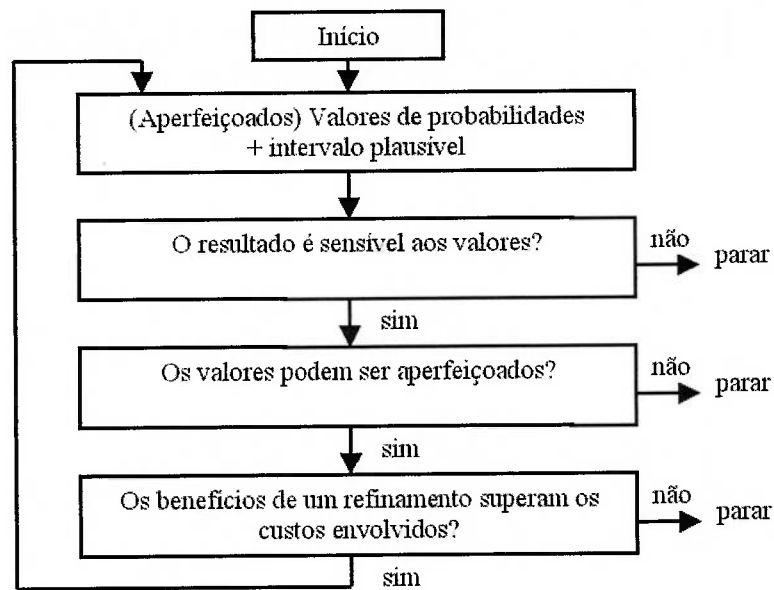 Início
(Aperfeiçoados) Valores de probabilidades
+ intervalo plausível
O resultado é sensível aos valores?
não
parar
sim
Os valores podem ser aperfeiçoados?
não
parar
sim
Os benefícios de um refinamento superam os
custos envolvidos?
não
parar
sim